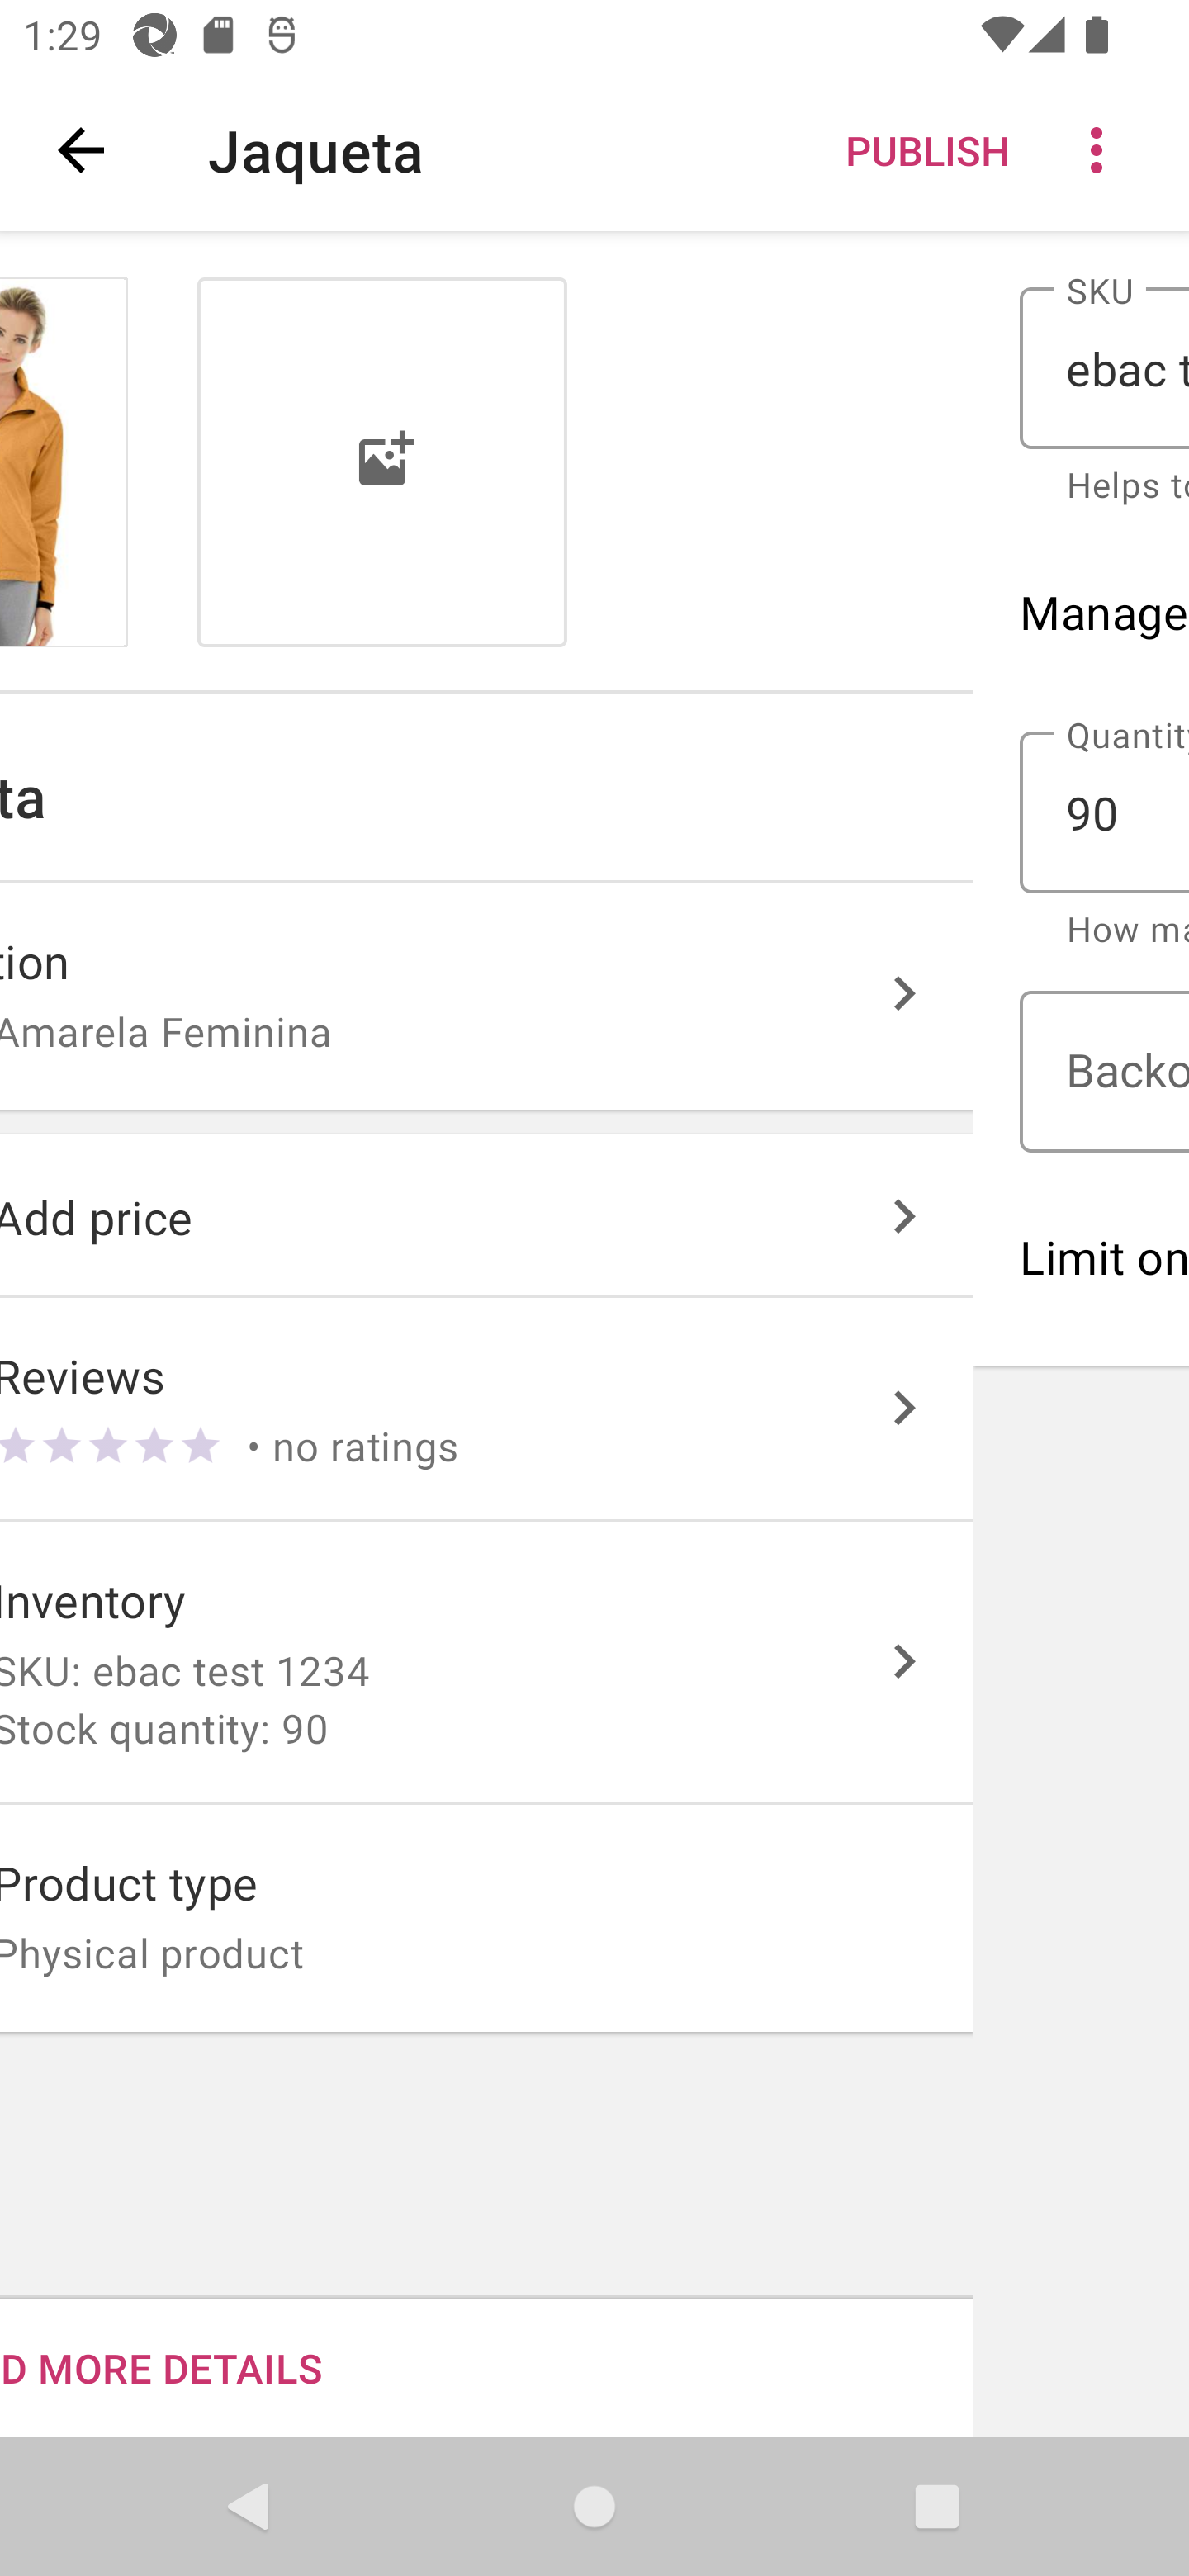 1:29
Jaqueta
PUBLISH
ta
tion
Amarela Feminina
Add price
Reviews
• no ratings
Inventory
SKU: ebac test 1234
Stock quantity: 90
Product type
Physical product
D MORE DETAILS
SKU
ebac t
Helps to
Manage
Quantity
90
How ma
Backo
Limit on